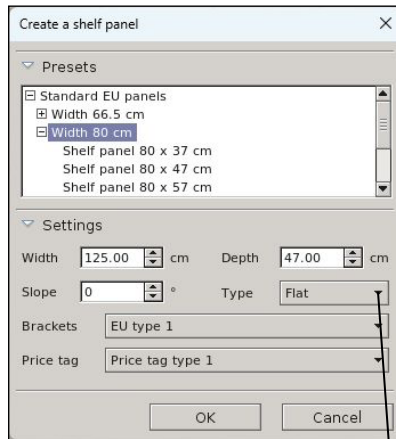 Create a shelf panel
Presets
Standard EU panels
Width 66.5 cm
Width 80 cm
Shelf panel 80 x 37 cm
Shelf panel 80 x 47 cm
Shelf panel 80 x 57 cm
Settings
Width 125.00 cm Depth 47.00 cm
Slope 0 ° Type Flat
Brackets EU type 1
Price tag Price tag type 1
OK Cancel